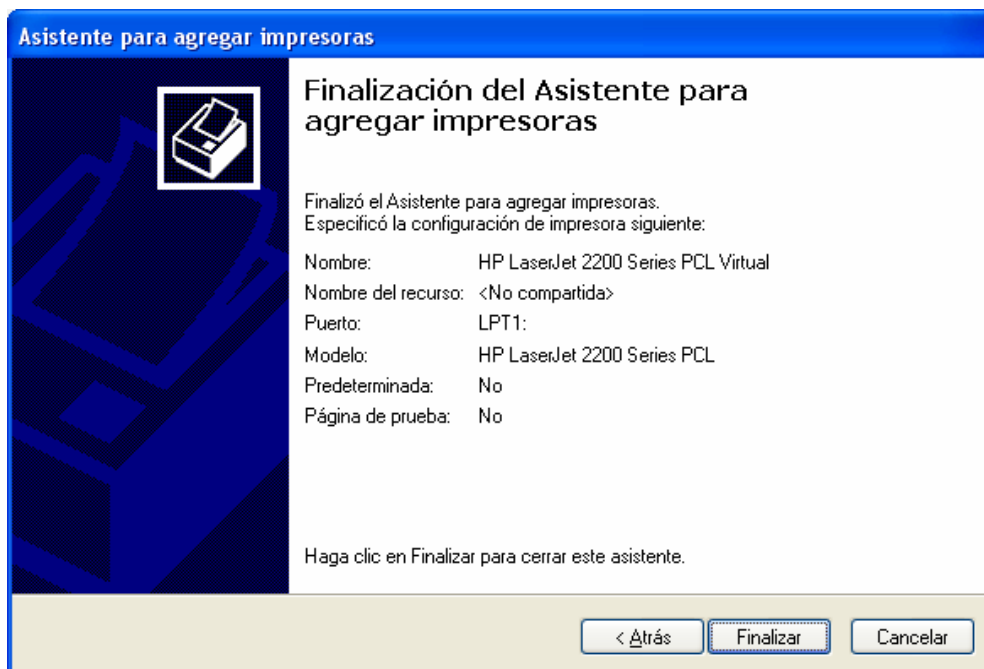 Asistente para agregar impresoras
Finalización del Asistente para
agregar impresoras
Finalizó el Asistente para agregar impresoras.
Especificó la configuración de impresora siguiente:
Nombre: HP LaserJet 2200 Series PCL Virtual
Nombre del recurso: <No compartida>
Puerto: LPT1:
Modelo: HP LaserJet 2200 Series PCL
Predeterminada: No
Página de prueba: No
Haga clic en Finalizar para cerrar este asistente.
< Atrás Finalizar Cancelar